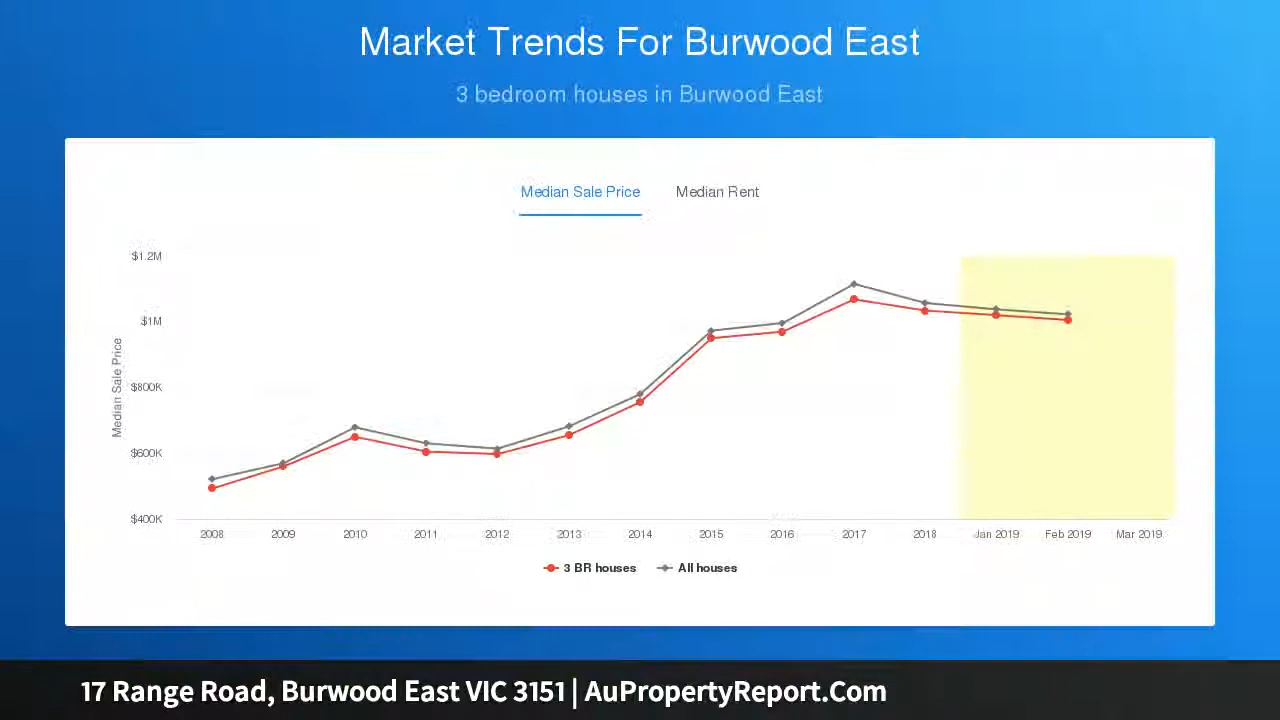 Market Trends For Burwood East
3 bedroom houses in Burwood East
Median Sale Price Median Rent
$1.2M
$1M
$800K
$600K
$400K
Median Sale Price
2008 2009 2010 2011 2012 2013 2014 2015 2016 2017 2018 Jan 2019 Feb 2019 Mar 2019
3 BR houses All houses
17 Range Road, Burwood East VIC 3151 | AuPropertyReport.Com